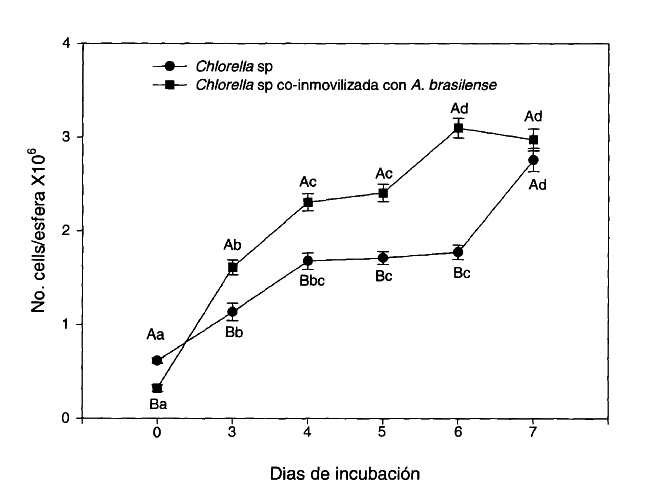 4
3
2
1
0
No. cells/esfera X10⁶
Chlorella sp
Chlorella sp co-inmovilizada con A. brasilense
Aa
Ba
Ab
Bb
Ac
Bbc
Ac
Bc
Ad
Bc
Ad
Ad
0 3 4 5 6 7
Dias de incubación